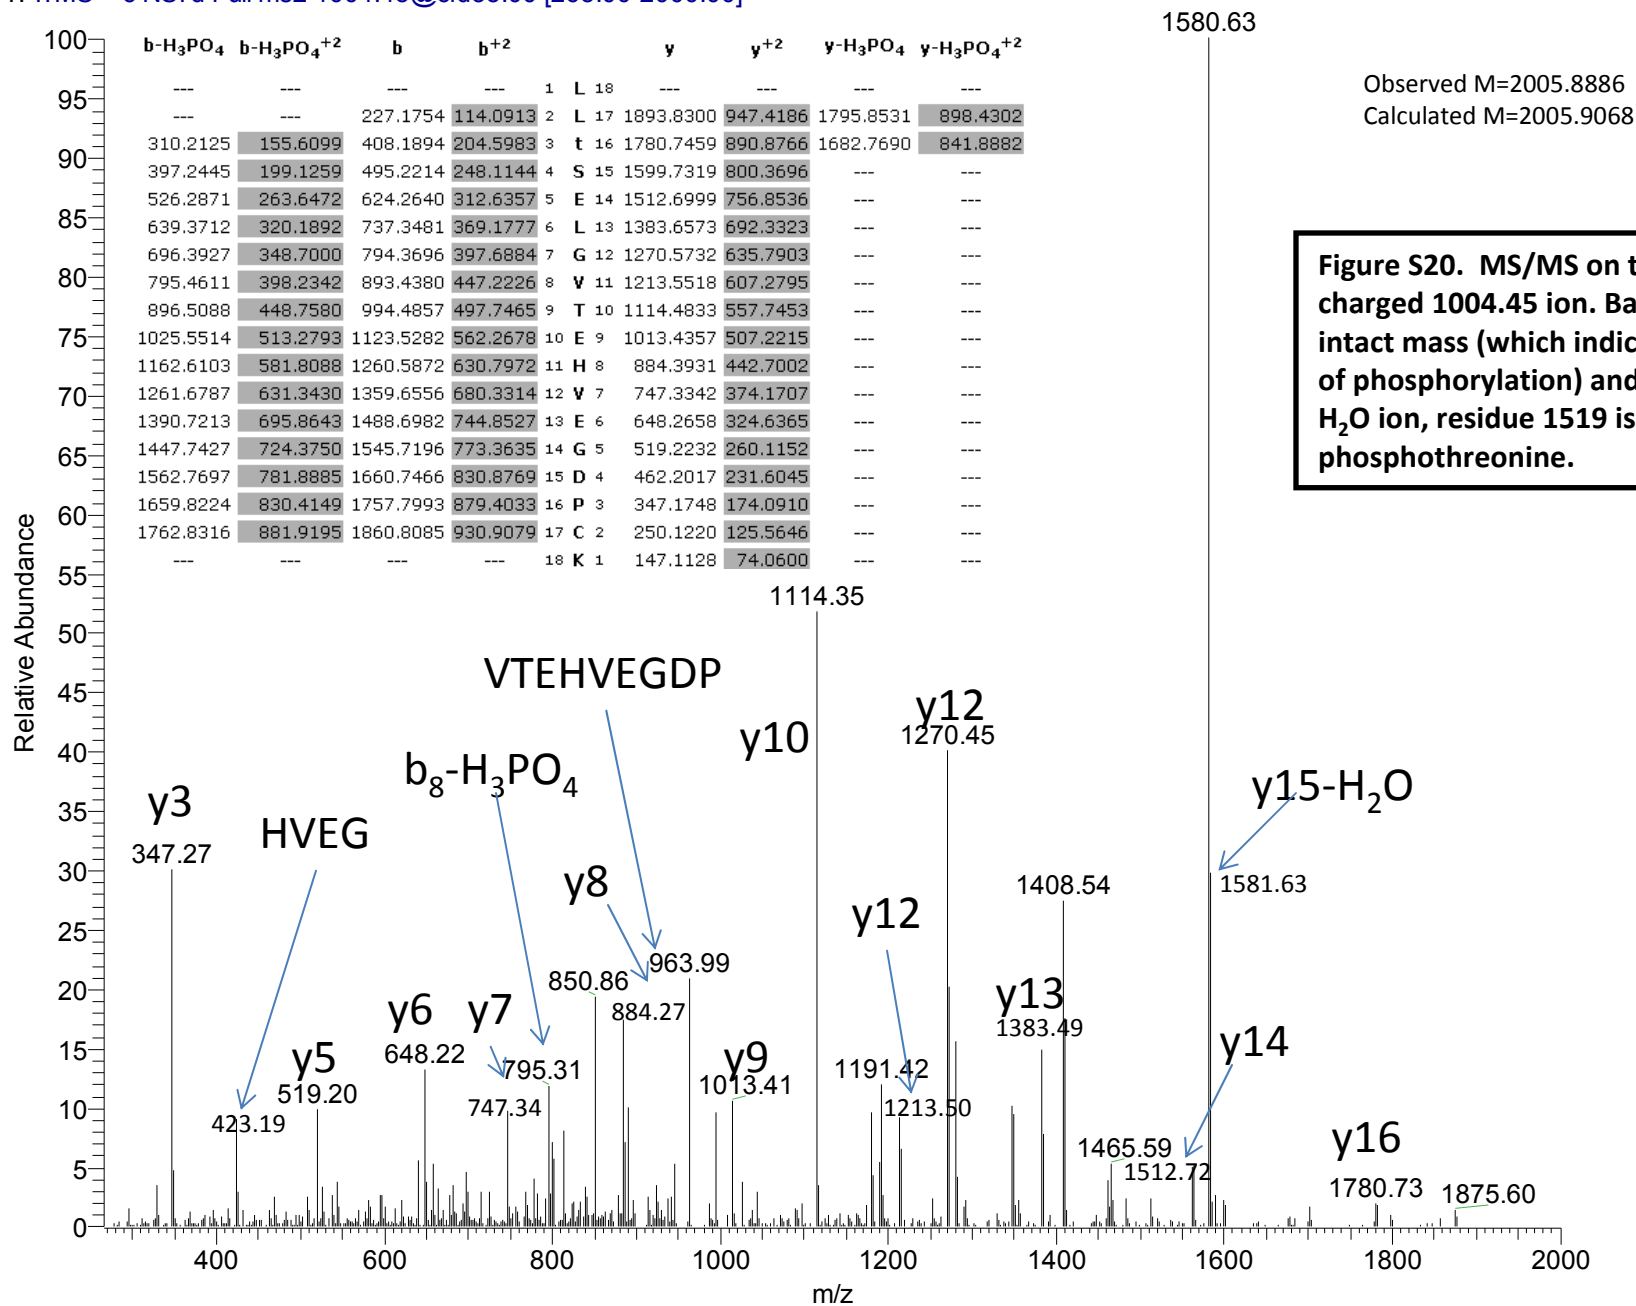 1580.63
Observed M=2005.8886
Calculated M=2005.9068
b-H3PO4 b-H3PO4+2 b b+2 y y+2 y-H3PO4 y-H3PO4+2
--- --- --- --- 1 L 18 --- --- --- ---
--- --- 227.1754 114.0913 2 L 17 1893.8300 947.4186 1795.8531 898.4302
310.2125 155.6099 408.1894 204.5983 3 t 16 1780.7459 890.8766 1682.7690 841.8882
397.2445 199.1259 495.2214 248.1144 4 S 15 1599.7319 800.3696 --- ---
526.2871 263.6472 624.2640 312.6357 5 E 14 1512.6999 756.8536 --- ---
639.3712 320.1892 737.3481 369.1777 6 L 13 1383.6573 692.3323 --- ---
696.3927 348.7000 794.3696 397.6884 7 G 12 1270.5732 635.7903 --- ---
795.4611 398.2342 893.4380 447.2226 8 V 11 1213.5518 607.2795 --- ---
896.5088 448.7580 994.4857 497.7465 9 T 10 1114.4833 557.7453 --- ---
1025.5514 513.2793 1123.5282 562.2678 10 E 9 1013.4357 507.2215 --- ---
1162.6103 581.8088 1260.5872 630.7972 11 H 8 884.3931 442.7002 --- ---
1261.6787 631.3430 1359.6556 680.3314 12 V 7 747.3342 374.1707 --- ---
1390.7213 695.8643 1488.6982 744.8527 13 E 6 648.2658 324.6365 --- ---
1447.7427 724.3750 1545.7196 773.3635 14 G 5 519.2232 260.1152 --- ---
1562.7697 781.8885 1660.7466 830.8769 15 D 4 462.2017 231.6045 --- ---
1659.8224 830.4149 1757.7993 879.4033 16 P 3 347.1748 174.0910 --- ---
1762.8316 881.9195 1860.8085 930.9079 17 C 2 250.1220 125.5646 --- ---
--- --- --- --- 18 K 1 147.1128 74.0600 --- ---
Figure S20. MS/MS on t
charged 1004.45 ion. Ba
intact mass (which indic
of phosphorylation) and
H2O ion, residue 1519 is
phosphothreonine.
100
95
90
85
80
75
70
65
60
55
50
45
40
35
30
25
20
15
10
5
0
Relative Abundance
1114.35
VTEHVEGDP
y12
1270.45
y10
b8-H3PO4
y15-H2O
y3
347.27
HVEG
y8
1408.54
1581.63
y12
963.99
850.86
884.27
y13
1383.49
y6
648.22
y7
y14
y5
519.20
795.31
y9
1013.41
1191.42
747.34
1213.50
423.19
y16
1465.59
1512.72
1780.73
1875.60
400 600 800 1000 1200 1400 1600 1800 2000
m/z